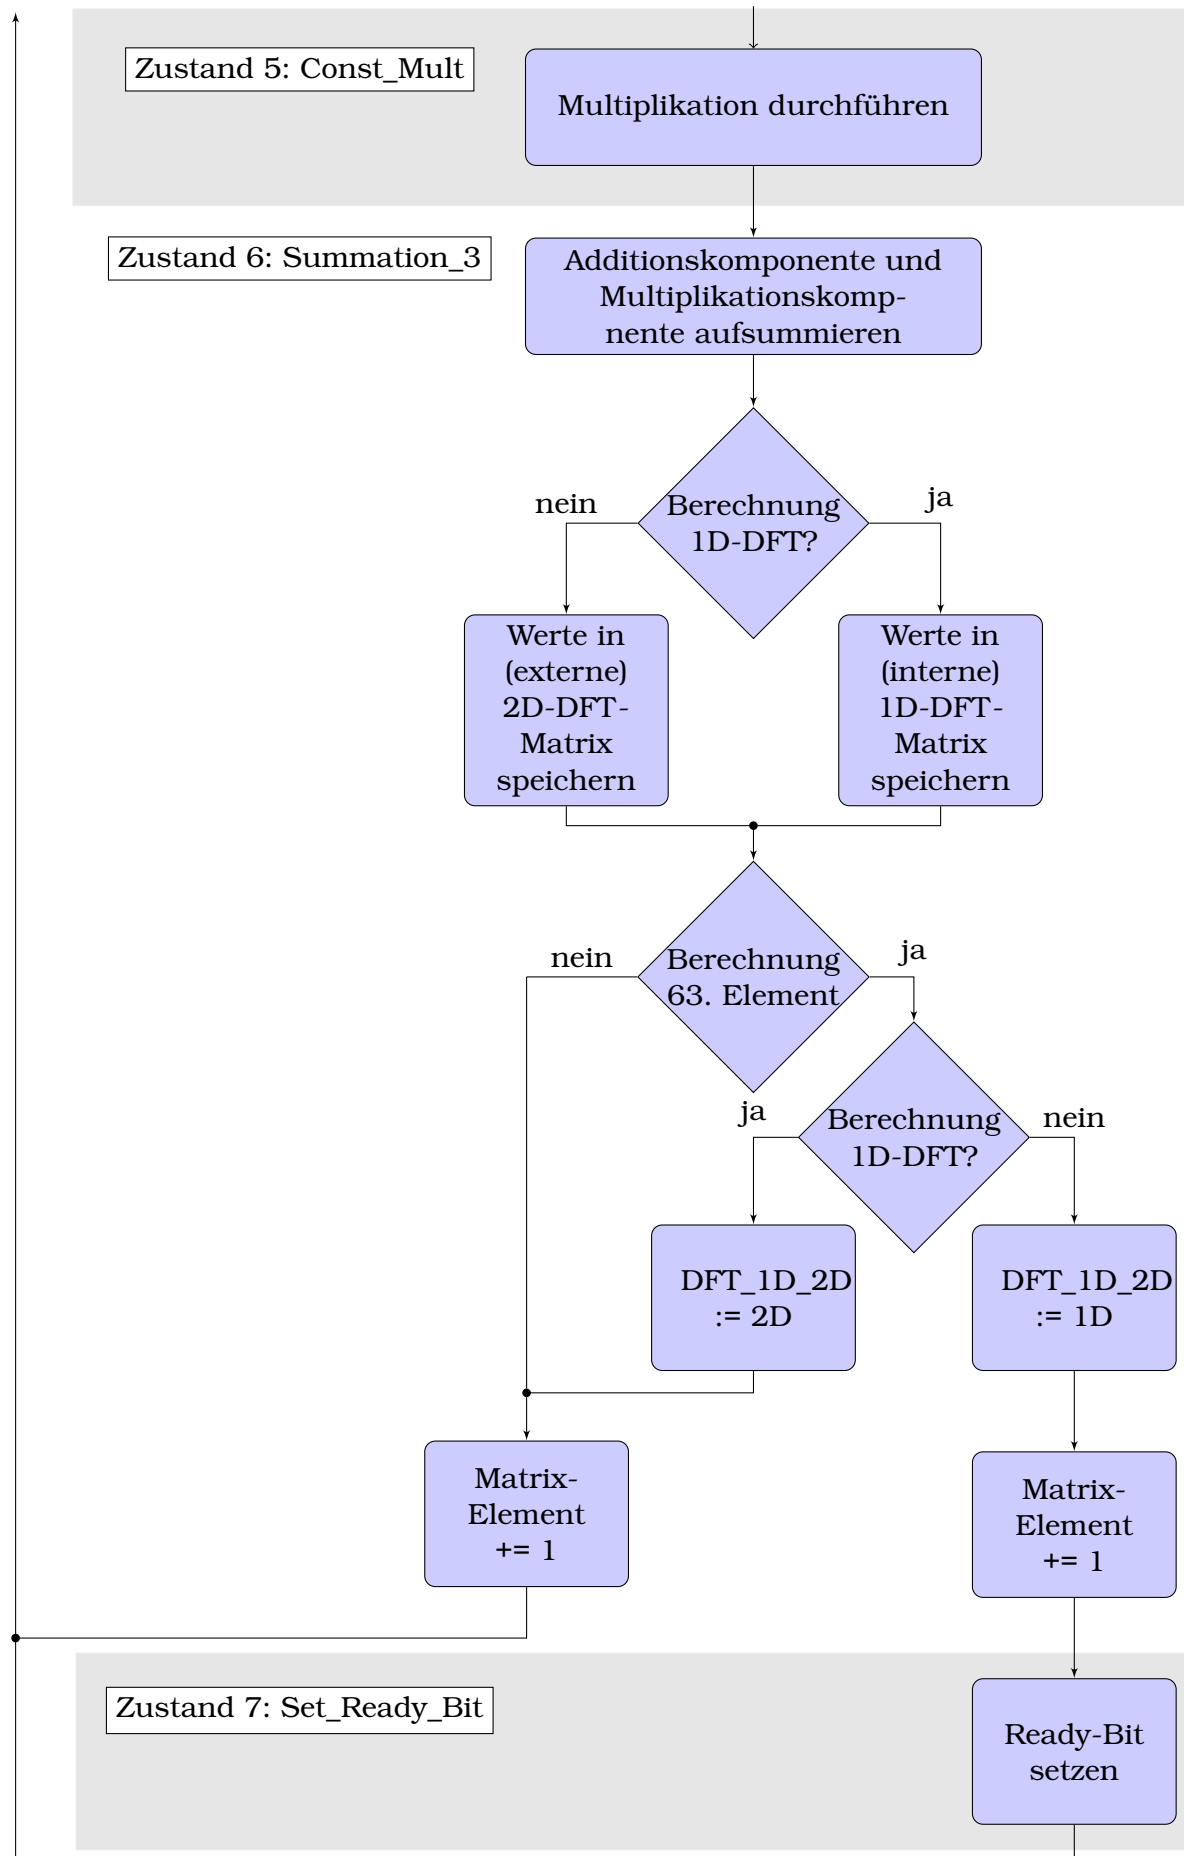 Zustand 5: Const_Mult
Multiplikation durchführen
Zustand 6: Summation_3
Additionskomponente und
Multiplikationskomp-
nente aufsummieren
nein
Berechnung
1D-DFT?
ja
Werte in
(externe)
2D-DFT-
Matrix
speichern
Werte in
(interne)
1D-DFT-
Matrix
speichern
nein
Berechnung
63. Element
ja
ja
Berechnung
1D-DFT?
nein
DFT_1D_2D
:= 2D
DFT_1D_2D
:= 1D
Matrix-
Element
+= 1
Matrix-
Element
+= 1
Zustand 7: Set_Ready_Bit
Ready-Bit
setzen